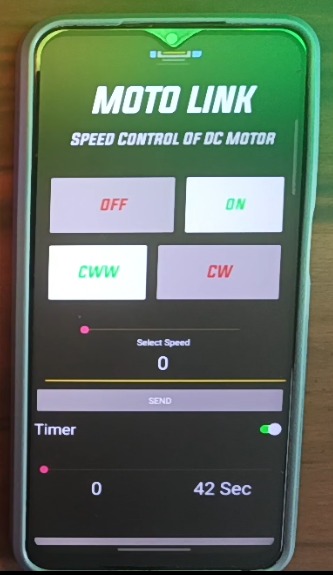 MOTO LINK
SPEED CONTROL OF DC MOTOR
OFF ON
CWW CW
Select Speed
0
SEND
Timer
0 42 Sec